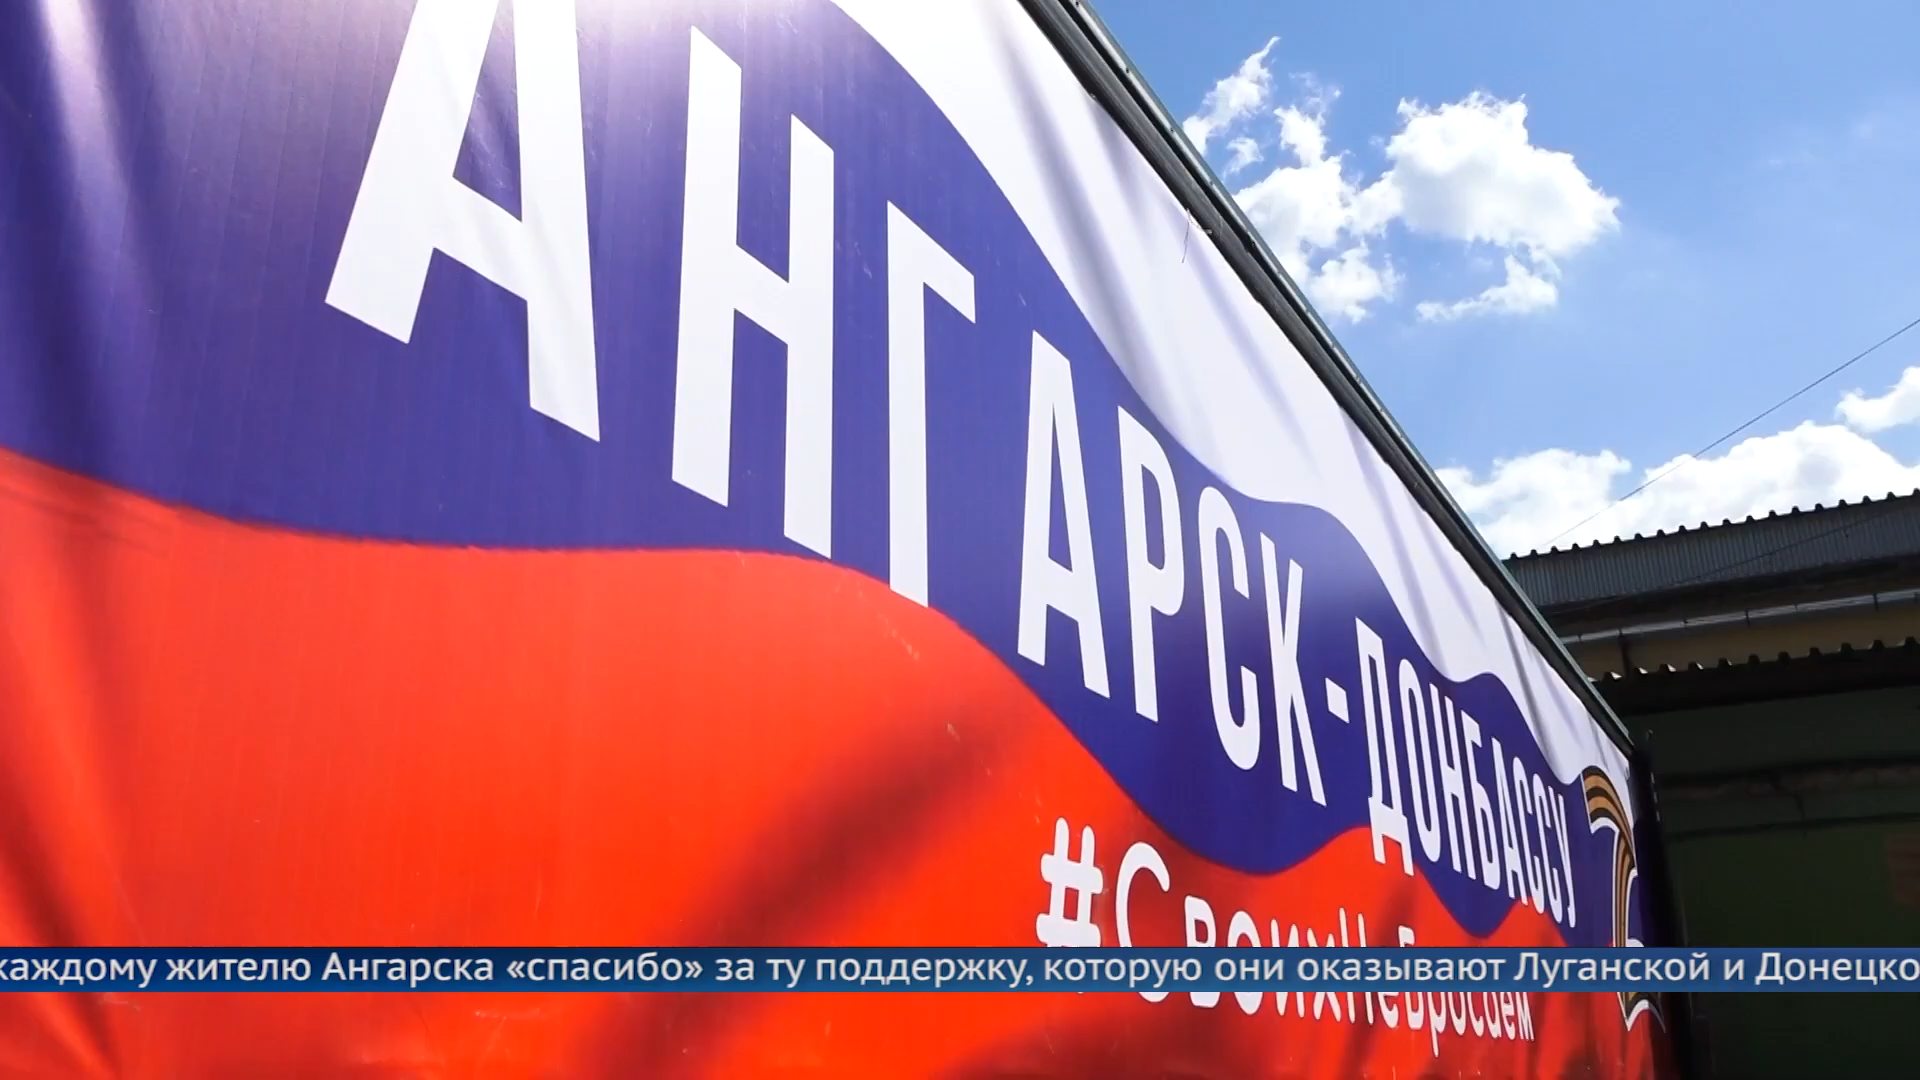 АНГАРСК-ДОНБАССУ
#СвоихНеБросаем
каждому жителю Ангарска «спасибо» за ту поддержку, которую они оказывают Луганской и Донецко